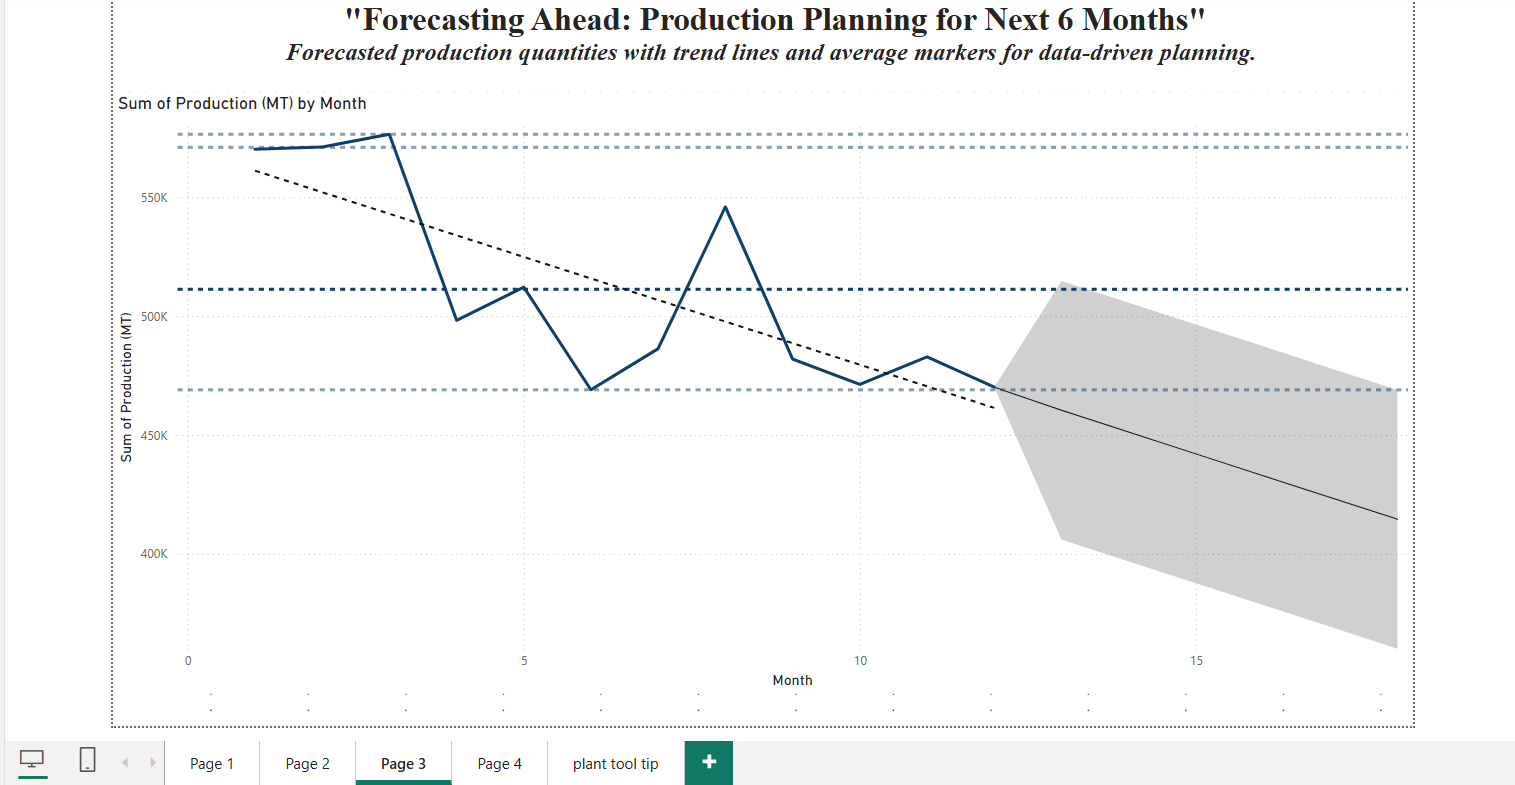 "Forecasting Ahead: Production Planning for Next 6 Months"
Forecasted production quantities with trend lines and average markers for data-driven planning.
Sum of Production (MT) by Month
Sum of Production (MT)
550K
500K
450K
400K
0 5 10 15
Month
Page 1 Page 2 Page 3 Page 4 plant tool tip +